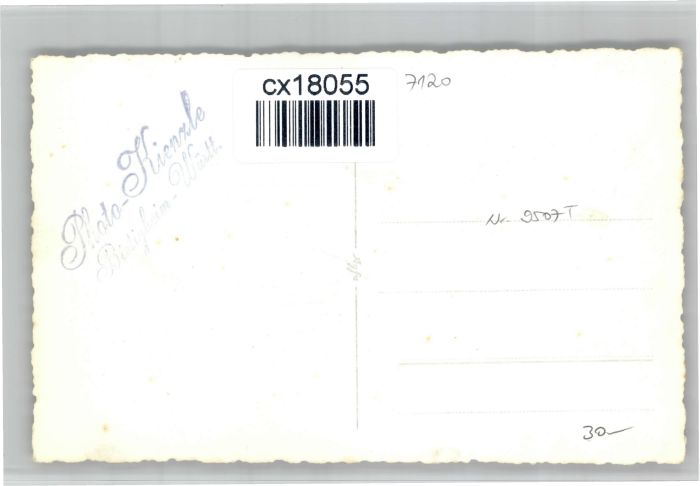 cx18055
7120
Photo-Kienzle
Bietigheim-Württ.
Nr. 9507 T
30—